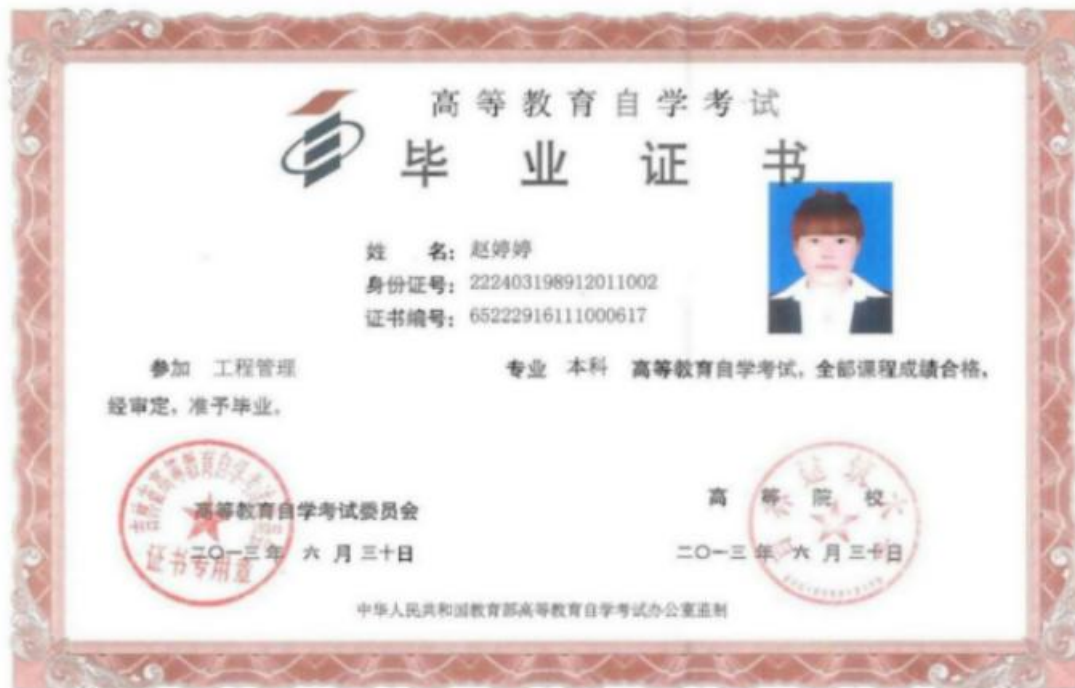 高等教育自学考试
毕业证书
姓 名: 赵婷婷
身份证号: 222403198912011002
证书编号: 65222916111000617
参加 工程管理 专业 本科 高等教育自学考试, 全部课程成绩合格,
经审定, 准予毕业。
高等教育自学考试委员会
二〇一三年 六 月 三十日
证书专用章
高 等 院 校
二〇一三 年 六 月 三十日
中华人民共和国教育部高等教育自学考试办公室监制